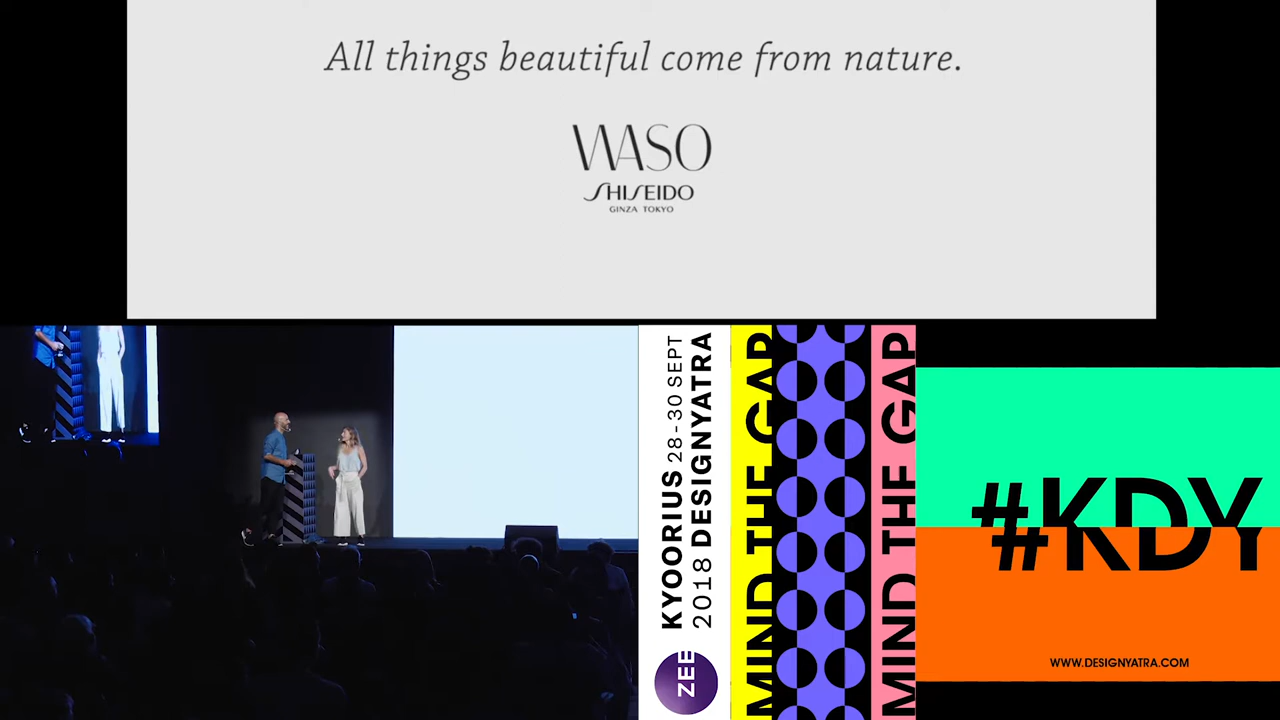 All things beautiful come from nature.
WASO
SHISEIDO
GINZA TOKYO
KYOORIUS 28-30 SEPT
2018 DESIGNYATRA
ZEE
MIND THE GAP
MIND THE GAP
#KDY
WWW.DESIGNYATRA.COM